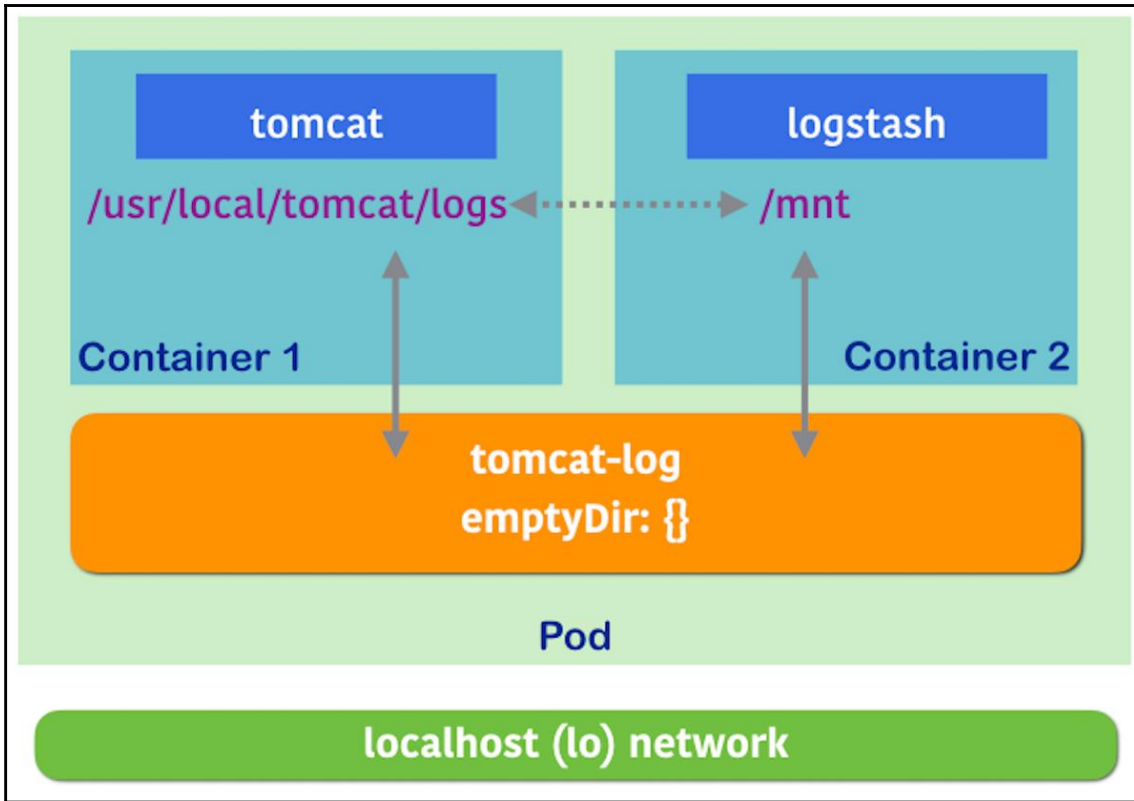 tomcat
logstash
/usr/local/tomcat/logs
/mnt
Container 1
Container 2
tomcat-log
emptyDir: {}
Pod
localhost (lo) network